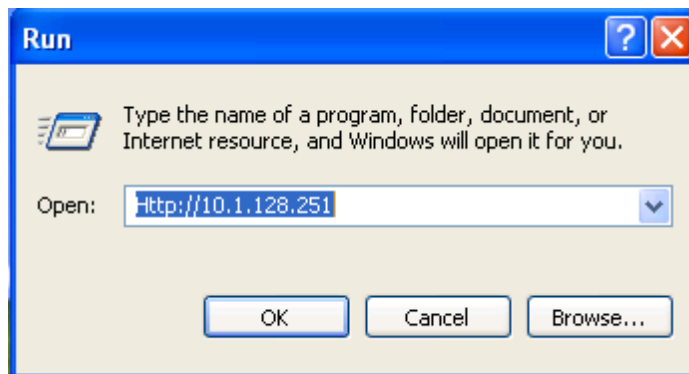 Run
Type the name of a program, folder, document, or
Internet resource, and Windows will open it for you.
Open: Http://10.1.128.251
OK Cancel Browse...